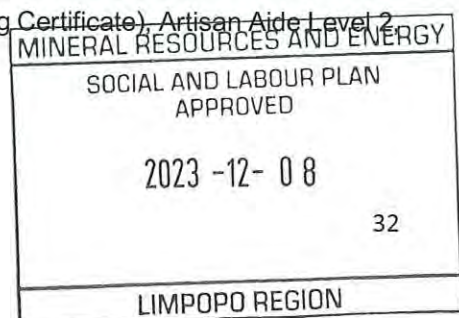 g Certificate), Artisan Aide Level 2,
MINERAL RESOURCES AND ENERGY
SOCIAL AND LABOUR PLAN
APPROVED
2023 -12- 08
32
LIMPOPO REGION